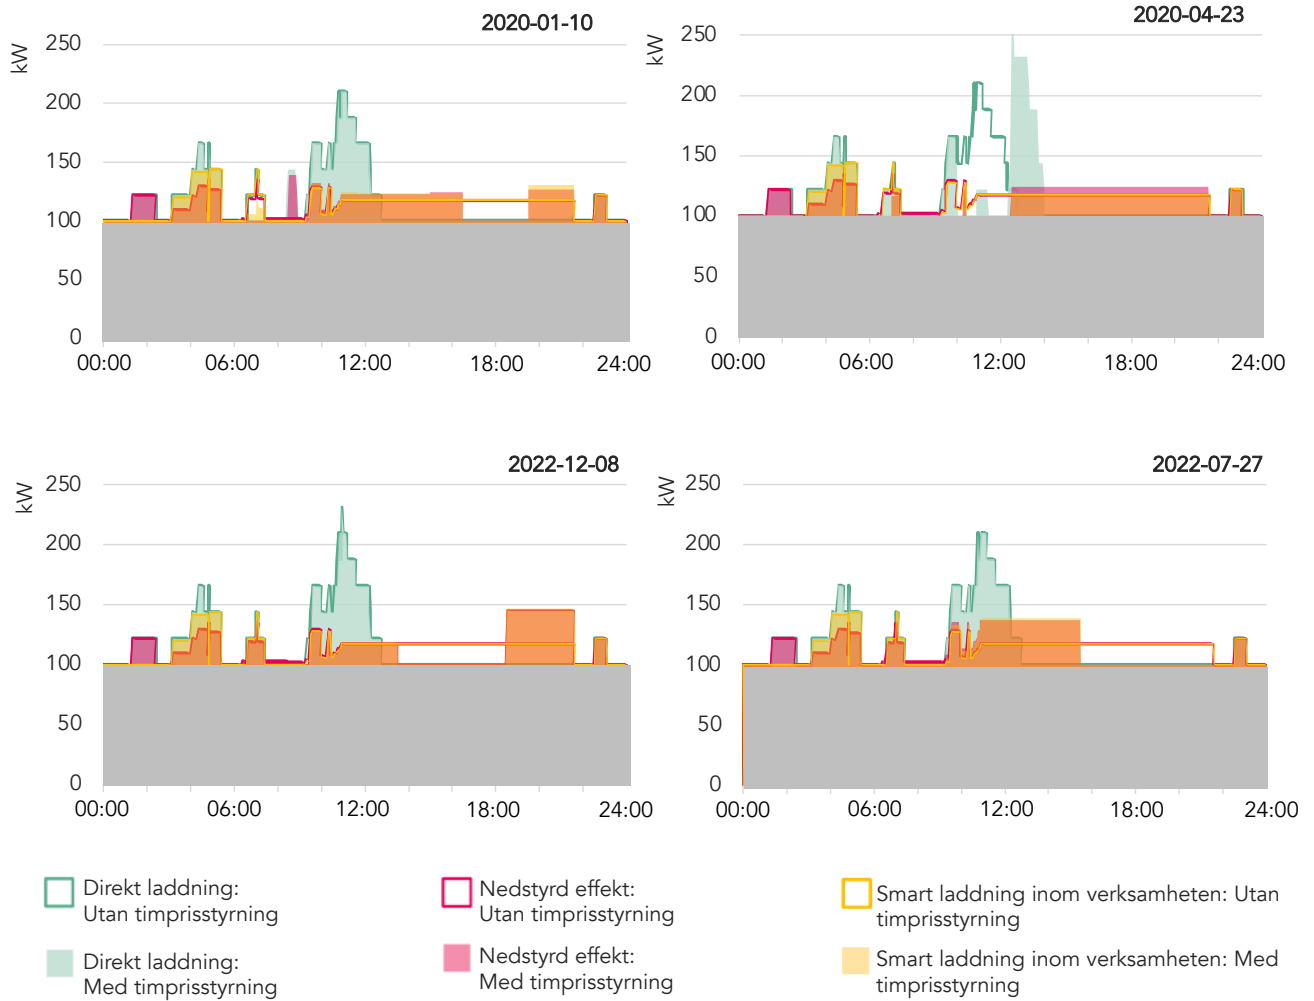 2020-01-10
kW
250
200
150
100
50
0
00:00 06:00 12:00 18:00 24:00
2020-04-23
kW
250
200
150
100
50
0
00:00 06:00 12:00 18:00 24:00
2022-12-08
kW
250
200
150
100
50
0
00:00 06:00 12:00 18:00 24:00
2022-07-27
kW
250
200
150
100
50
0
00:00 06:00 12:00 18:00 24:00
Direkt laddning:
Utan timprisstyrning
Nedstyrd effekt:
Utan timprisstyrning
Smart laddning inom verksamheten: Utan
timprisstyrning
Direkt laddning:
Med timprisstyrning
Nedstyrd effekt:
Med timprisstyrning
Smart laddning inom verksamheten: Med
timprisstyrning